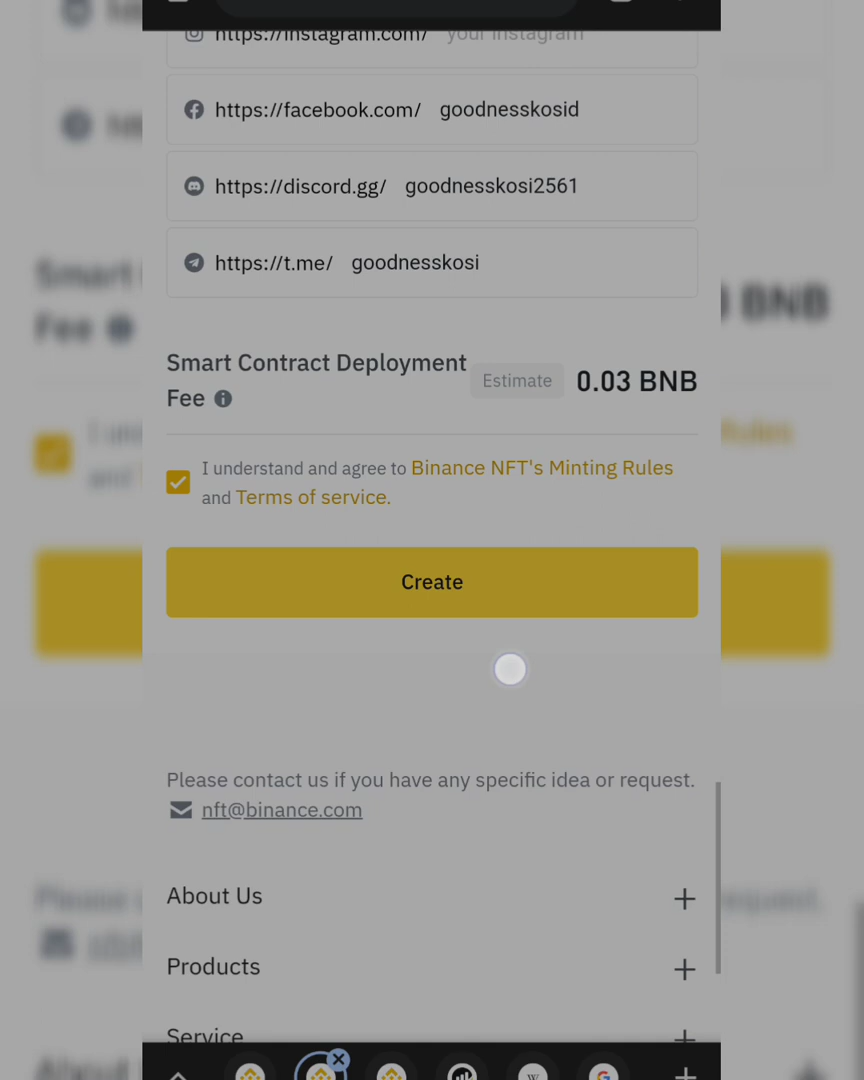 https://instagram.com/ your instagram
https://facebook.com/ goodnesskosid
https://discord.gg/ goodnesskosi2561
https://t.me/ goodnesskosi
Smart Contract Deployment
Fee
Estimate 0.03 BNB
I understand and agree to Binance NFT's Minting Rules
and Terms of service.
Create
Please contact us if you have any specific idea or request.
nft@binance.com
About Us
Products
Service